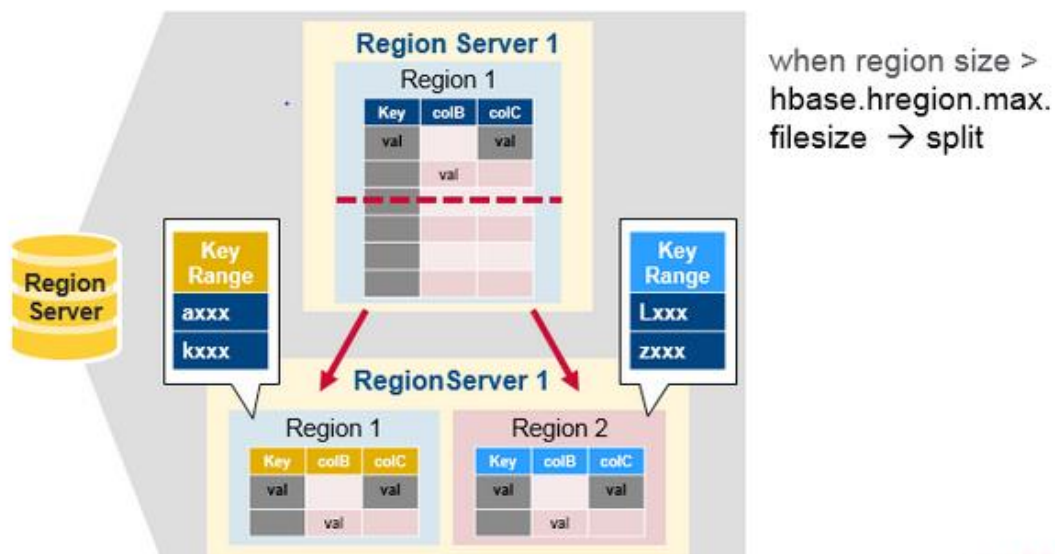 Region Server 1
Region 1
Key colB colC
val val
val
when region size >
hbase.hregion.max.
filesize → split
Region
Server
Key
Range
axxx
kxxx
Key
Range
Lxxx
zxxx
RegionServer 1
Region 1
Key colB colC
val val
val
Region 2
Key colB colC
val val
val